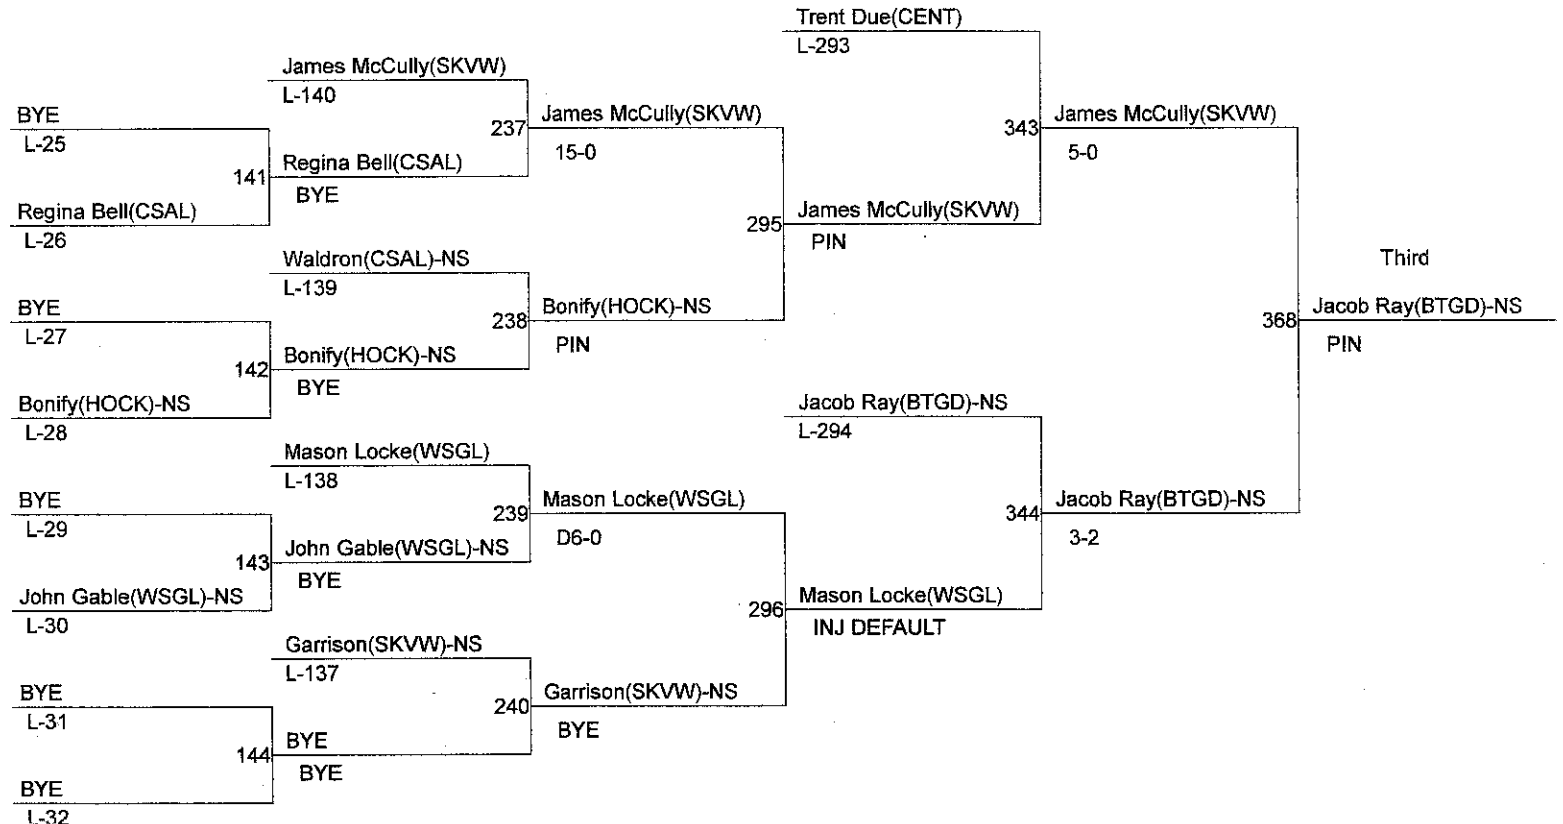 Trent Due(CENT)
L-293
James McCully(SKVW)
L-140
BYE
L-25
237
James McCully(SKVW)
15-0
343
James McCully(SKVW)
5-0
141
Regina Bell(CSAL)
BYE
Regina Bell(CSAL)
L-26
295
James McCully(SKVW)
PIN
Waldron(CSAL)-NS
L-139
Third
BYE
L-27
238
Bonify(HOCK)-NS
PIN
368
Jacob Ray(BTGD)-NS
PIN
142
Bonify(HOCK)-NS
BYE
Bonify(HOCK)-NS
L-28
Jacob Ray(BTGD)-NS
L-294
Mason Locke(WSGL)
L-138
BYE
L-29
239
Mason Locke(WSGL)
D6-0
344
Jacob Ray(BTGD)-NS
3-2
143
John Gable(WSGL)-NS
BYE
John Gable(WSGL)-NS
L-30
296
Mason Locke(WSGL)
INJ DEFAULT
Garrison(SKVW)-NS
L-137
BYE
L-31
240
Garrison(SKVW)-NS
BYE
144
BYE
BYE
BYE
L-32